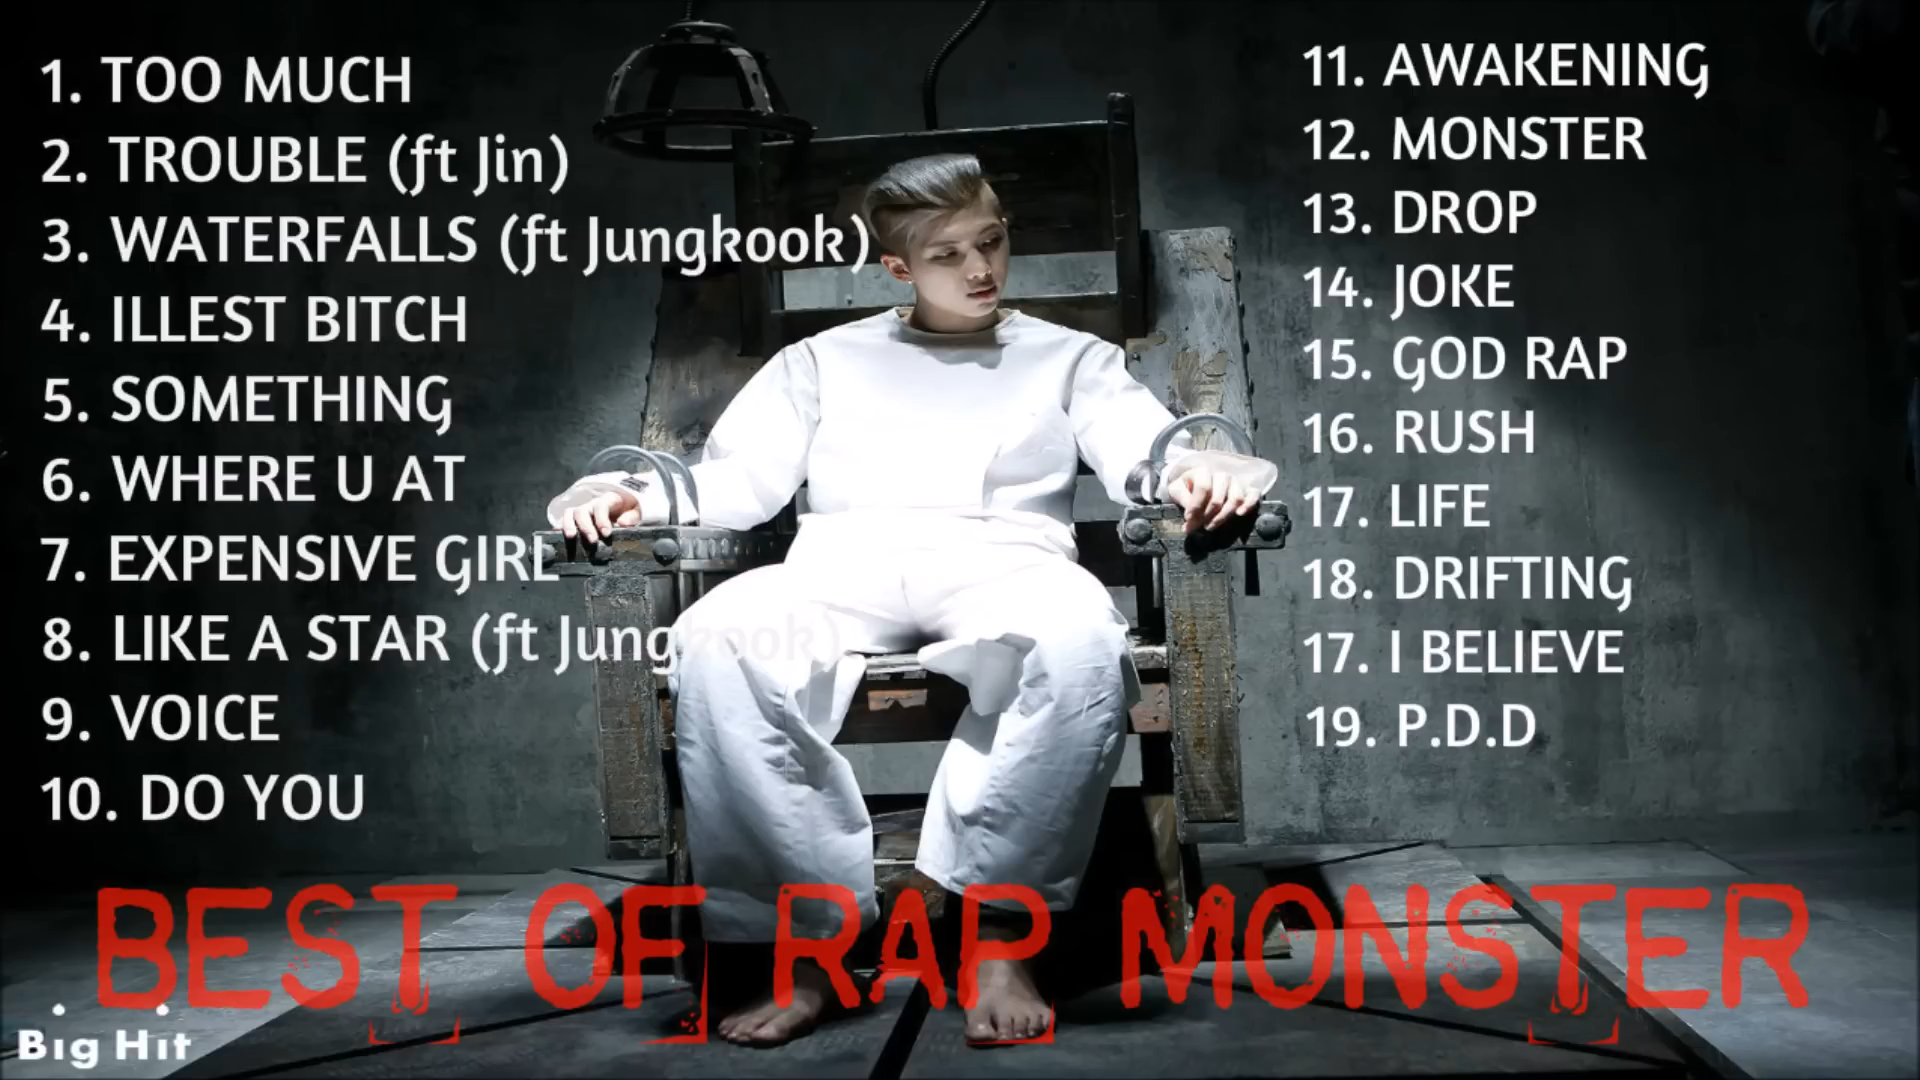 1. TOO MUCH
2. TROUBLE (ft Jin)
3. WATERFALLS (ft Jungkook)
4. ILLEST BITCH
5. SOMETHING
6. WHERE U AT
7. EXPENSIVE GIRL
8. LIKE A STAR (ft Jungkook)
9. VOICE
10. DO YOU
11. AWAKENING
12. MONSTER
13. DROP
14. JOKE
15. GOD RAP
16. RUSH
17. LIFE
18. DRIFTING
17. I BELIEVE
19. P.D.D
BEST OF RAP MONSTER
Big Hit